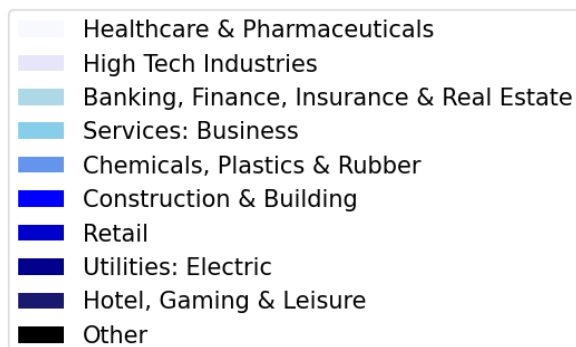 Healthcare & Pharmaceuticals
High Tech Industries
Banking, Finance, Insurance & Real Estate
Services: Business
Chemicals, Plastics & Rubber
Construction & Building
Retail
Utilities: Electric
Hotel, Gaming & Leisure
Other